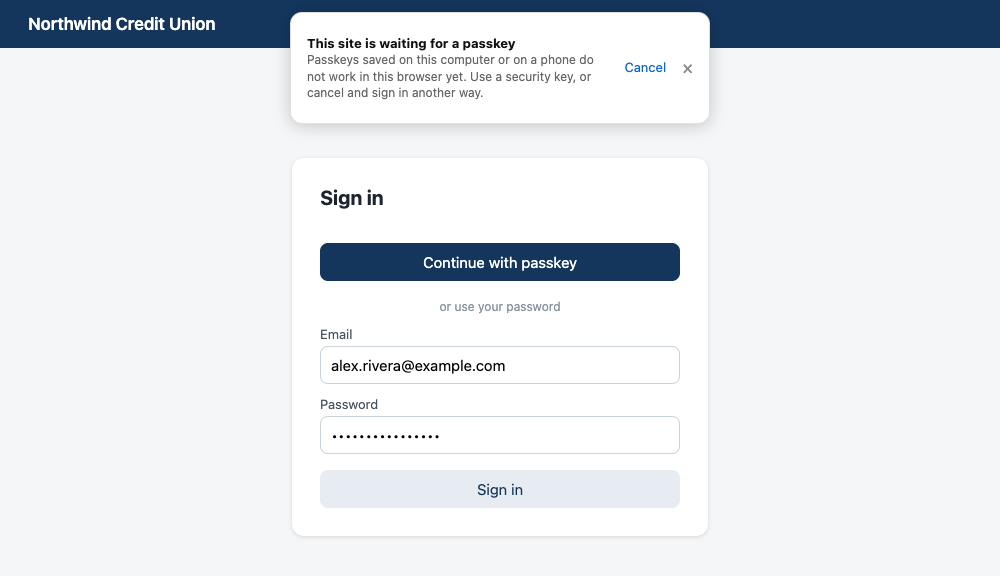 Northwind Credit Union
This site is waiting for a passkey
Passkeys saved on this computer or on a phone do
not work in this browser yet. Use a security key, or
cancel and sign in another way.
Cancel
Sign in
Continue with passkey
or use your password
Email
alex.rivera@example.com
Password
••••••••••••••••
Sign in